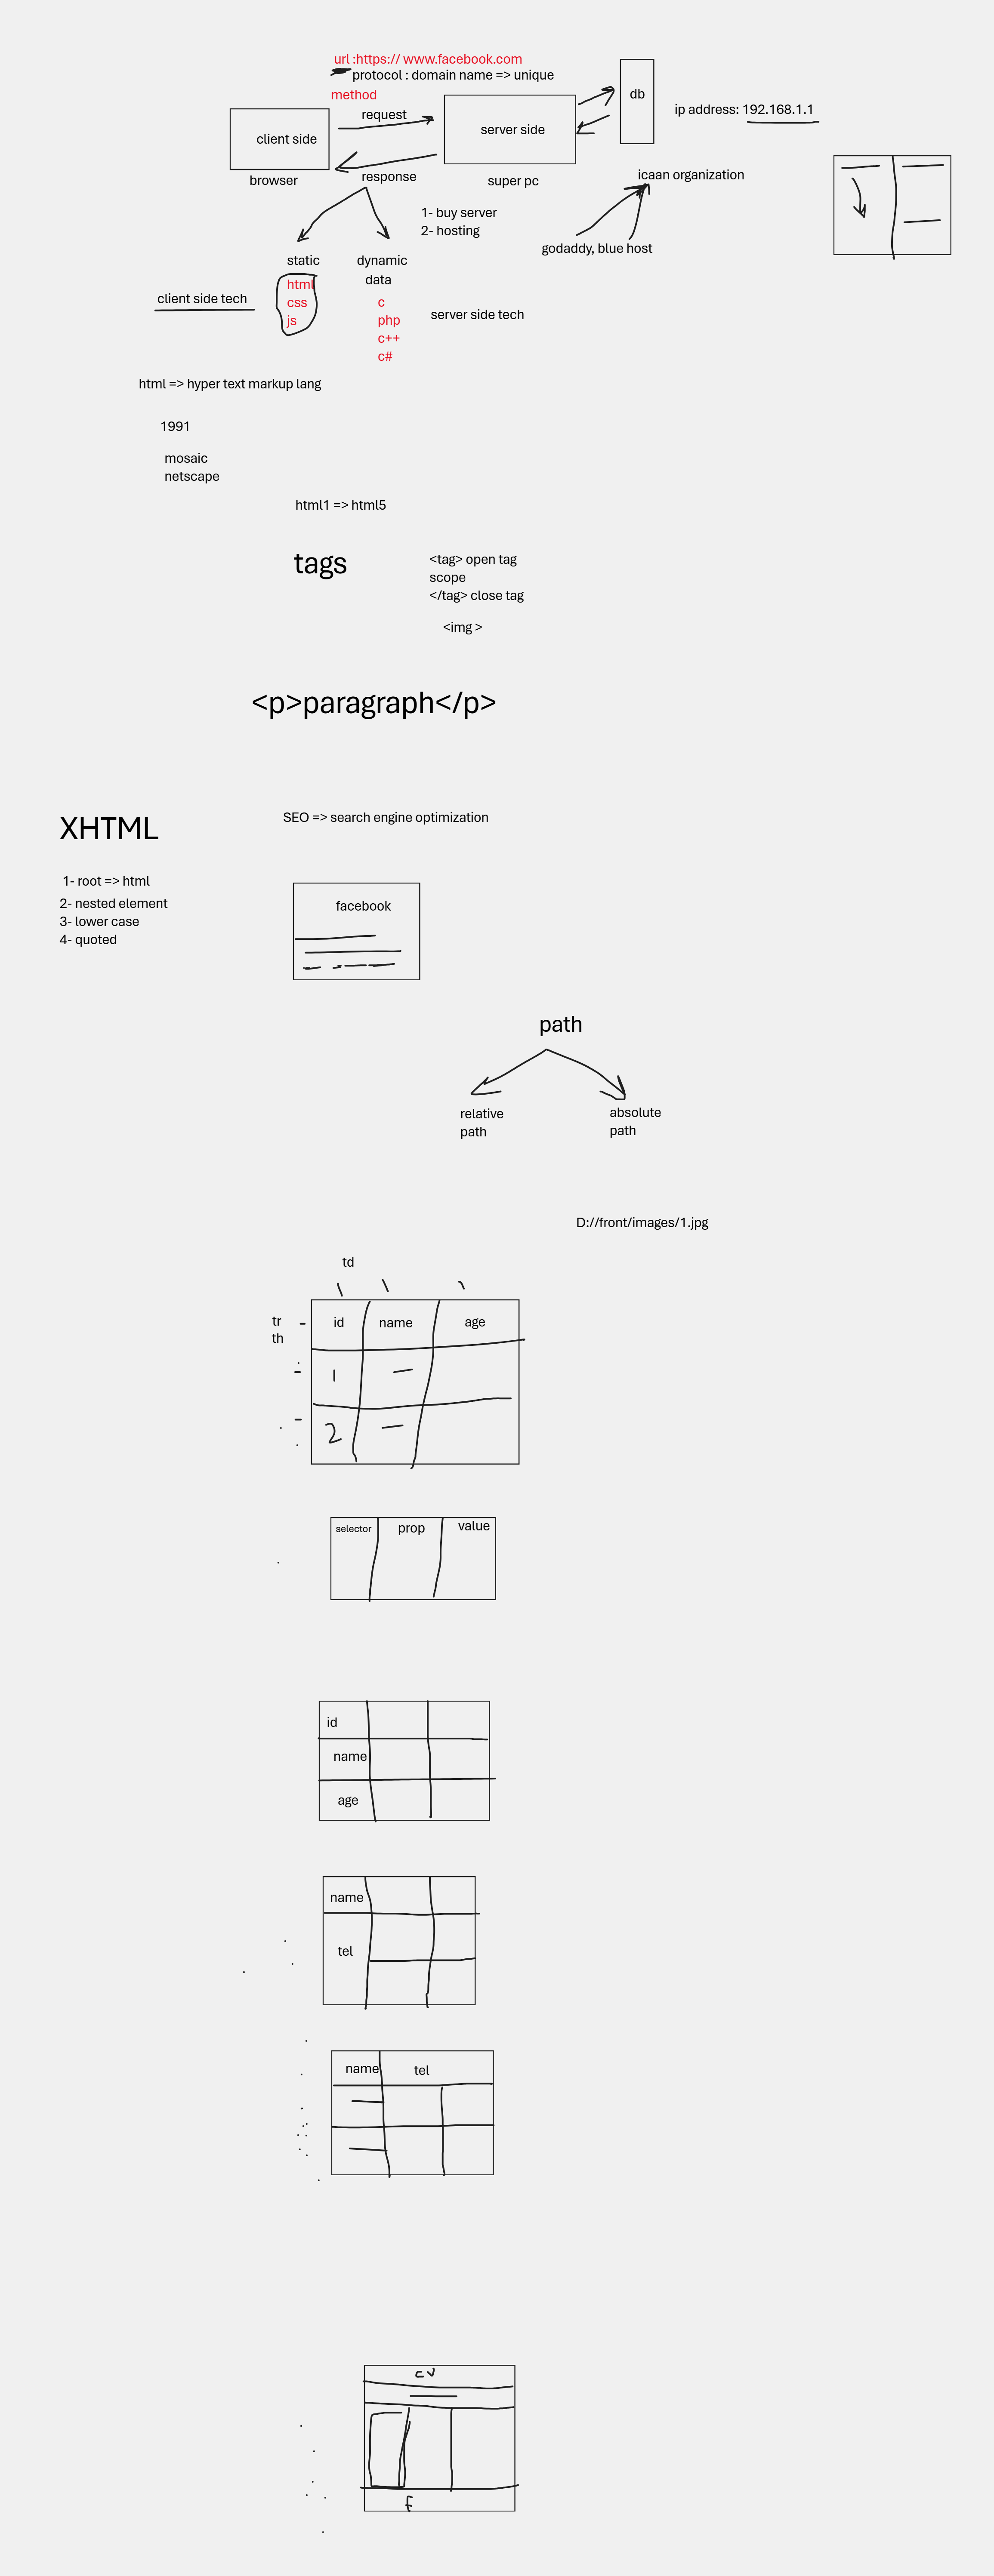 url :https:// www.facebook.com
protocol : domain name => unique
method
request
client side
server side
db
ip address: 192.168.1.1
browser
response
super pc
icaan organization
1- buy server
2- hosting
godaddy, blue host
static
dynamic
data
html
css
js
client side tech
c
php
c++
c#
server side tech
html => hyper text markup lang
1991
mosaic
netscape
html1 => html5
tags
<tag> open tag
scope
</tag> close tag
<img >
<p>paragraph</p>
XHTML
SEO => search engine optimization
1- root => html
2- nested element
3- lower case
4- quoted
facebook
path
relative
path
absolute
path
D://front/images/1.jpg
td
tr
th
id
name
age
1
2
selector
prop
value
id
name
age
name
tel
name
tel
cv
f